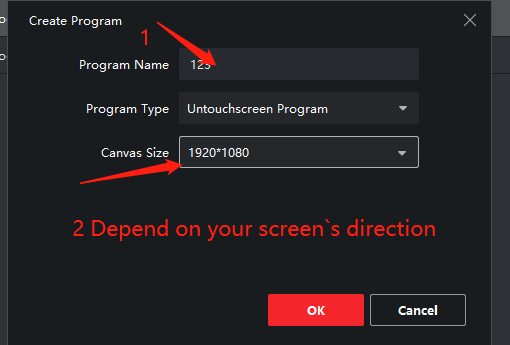 Create Program
1
Program Name
123
Program Type
Untouchscreen Program
Canvas Size
1920*1080
2 Depend on your screen`s direction
OK
Cancel